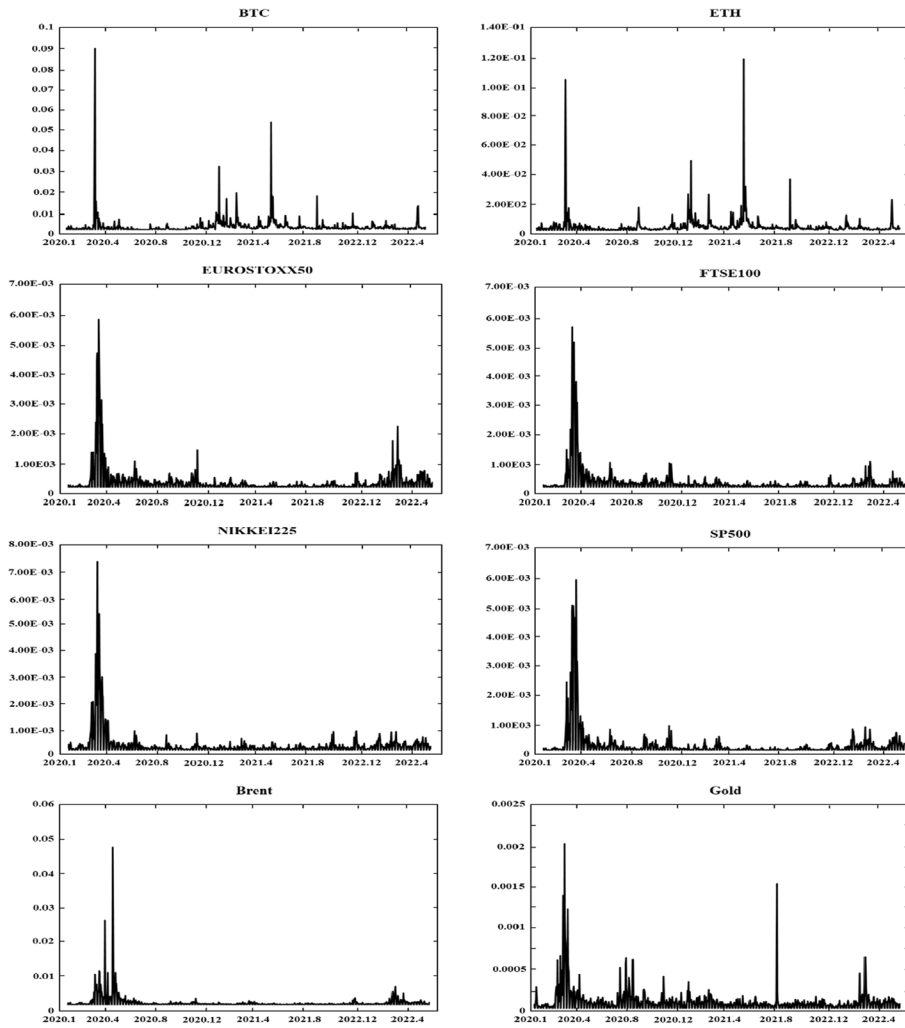 BTC
0.1
0.09
0.08
0.07
0.06
0.05
0.04
0.03
0.02
0.01
0
2020.1 2020.4 2020.8 2020.12 2021.4 2021.8 2021.12 2022.4
ETH
1.40E-01
1.20E-01
1.00E-01
8.00E-02
6.00E-02
4.00E-02
2.00E02
0
2020.1 2020.4 2020.8 2020.12 2021.4 2021.8 2021.12 2022.4
EUROSTOXX50
7.00E-03
6.00E-03
5.00E-03
4.00E-03
3.00E-03
2.00E-03
1.00E03
0
2020.1 2020.4 2020.8 2020.12 2021.4 2021.8 2021.12 2022.4
FTSE100
7.00E-03
6.00E-03
5.00E-03
4.00E-03
3.00E-03
2.00E-03
1.00E03
0
2020.1 2020.4 2020.8 2020.12 2021.4 2021.8 2022.12 2022.4
NIKKEI225
8.00E-03
7.00E-03
6.00E-03
5.00E-03
4.00E-03
3.00E-03
2.00E-03
1.00E-03
0
2020.1 2020.4 2020.8 2020.12 2021.4 2021.8 2021.12 2022.4
SP500
7.00E-03
6.00E-03
5.00E-03
4.00E-03
3.00E-03
2.00E-03
1.00E03
0
2020.1 2020.4 2020.8 2020.12 2021.4 2021.8 2022.12 2022.4
Brent
0.06
0.05
0.04
0.03
0.02
0.01
0
2020.1 2020.4 2020.8 2020.12 2021.4 2021.8 2022.12 2022.4
Gold
0.0025
0.002
0.0015
0.001
0.0005
0
2020.1 2020.4 2020.8 2020.12 2021.4 2021.8 2021.12 2022.4